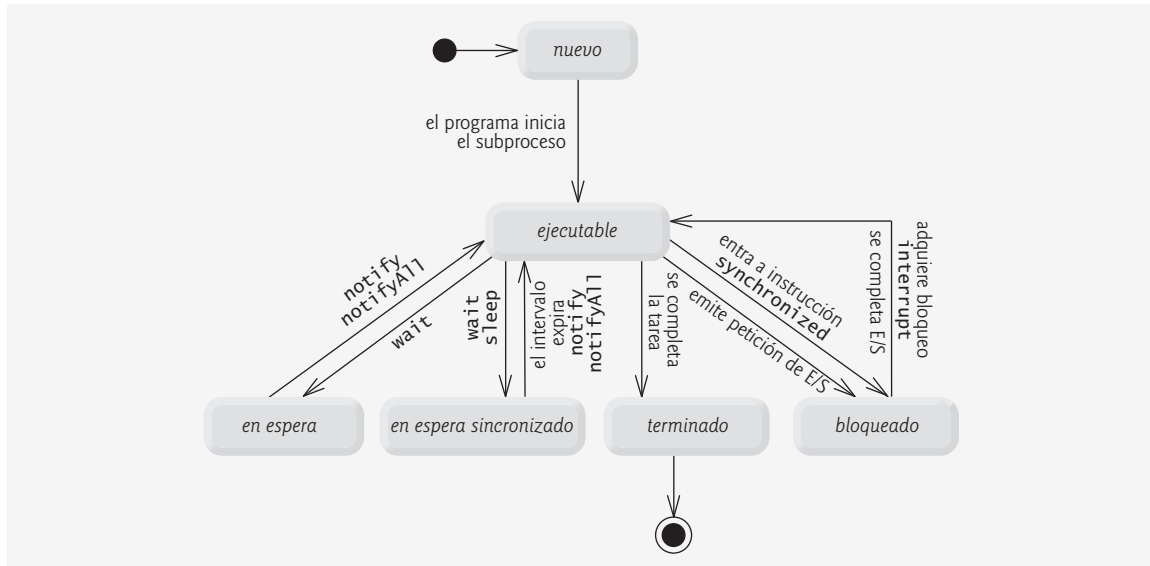 nuevo
el programa inicia
el subproceso
ejecutable
notify
notifyAll
wait
wait
sleep
el intervalo
expira
notify
notifyAll
se completa
la tarea
entra a instrucción
synchronized
emite petición de E/S
se completa E/S
adquiere bloqueo
interrupt
en espera
en espera sincronizado
terminado
bloqueado